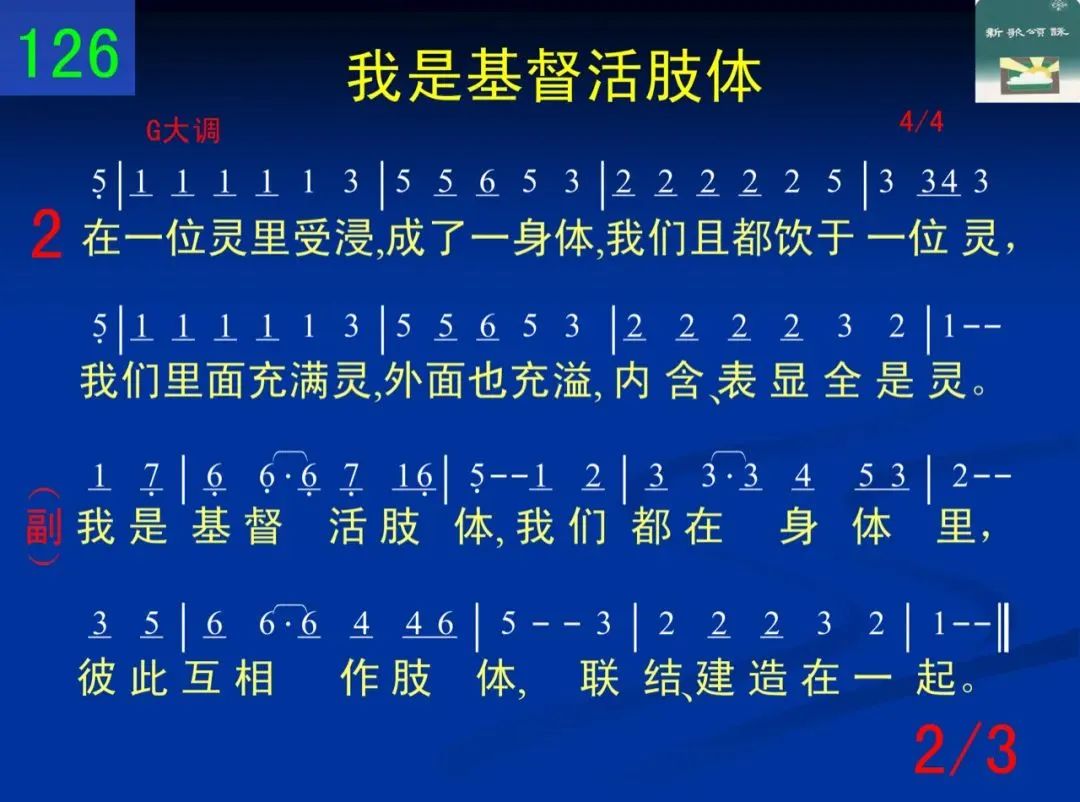 126
新歌頌詠
我是基督活肢体
G大调
4/4
5̣ | 1 1 1 1 1 3 | 5 5 6 5 3 | 2 2 2 2 2 5 | 3 34 3
2 在一位灵里受浸,成了一身体,我们且都饮于一位灵,
5̣ | 1 1 1 1 1 3 | 5 5 6 5 3 | 2 2 2 2 3 2 | 1--
我们里面充满灵,外面也充溢,内含、表显全是灵。
1 7̣ | 6̣ 6̣·6̣ 7̣ 16̣ | 5̣--1 2 | 3 3·3 4 53 | 2--
(副) 我是基督活肢体,我们都在身体里,
3 5 | 6 6·6 4 46 | 5--3 | 2 2 2 3 2 | 1--‖
彼此互相作肢体,联结、建造在一起。
2/3